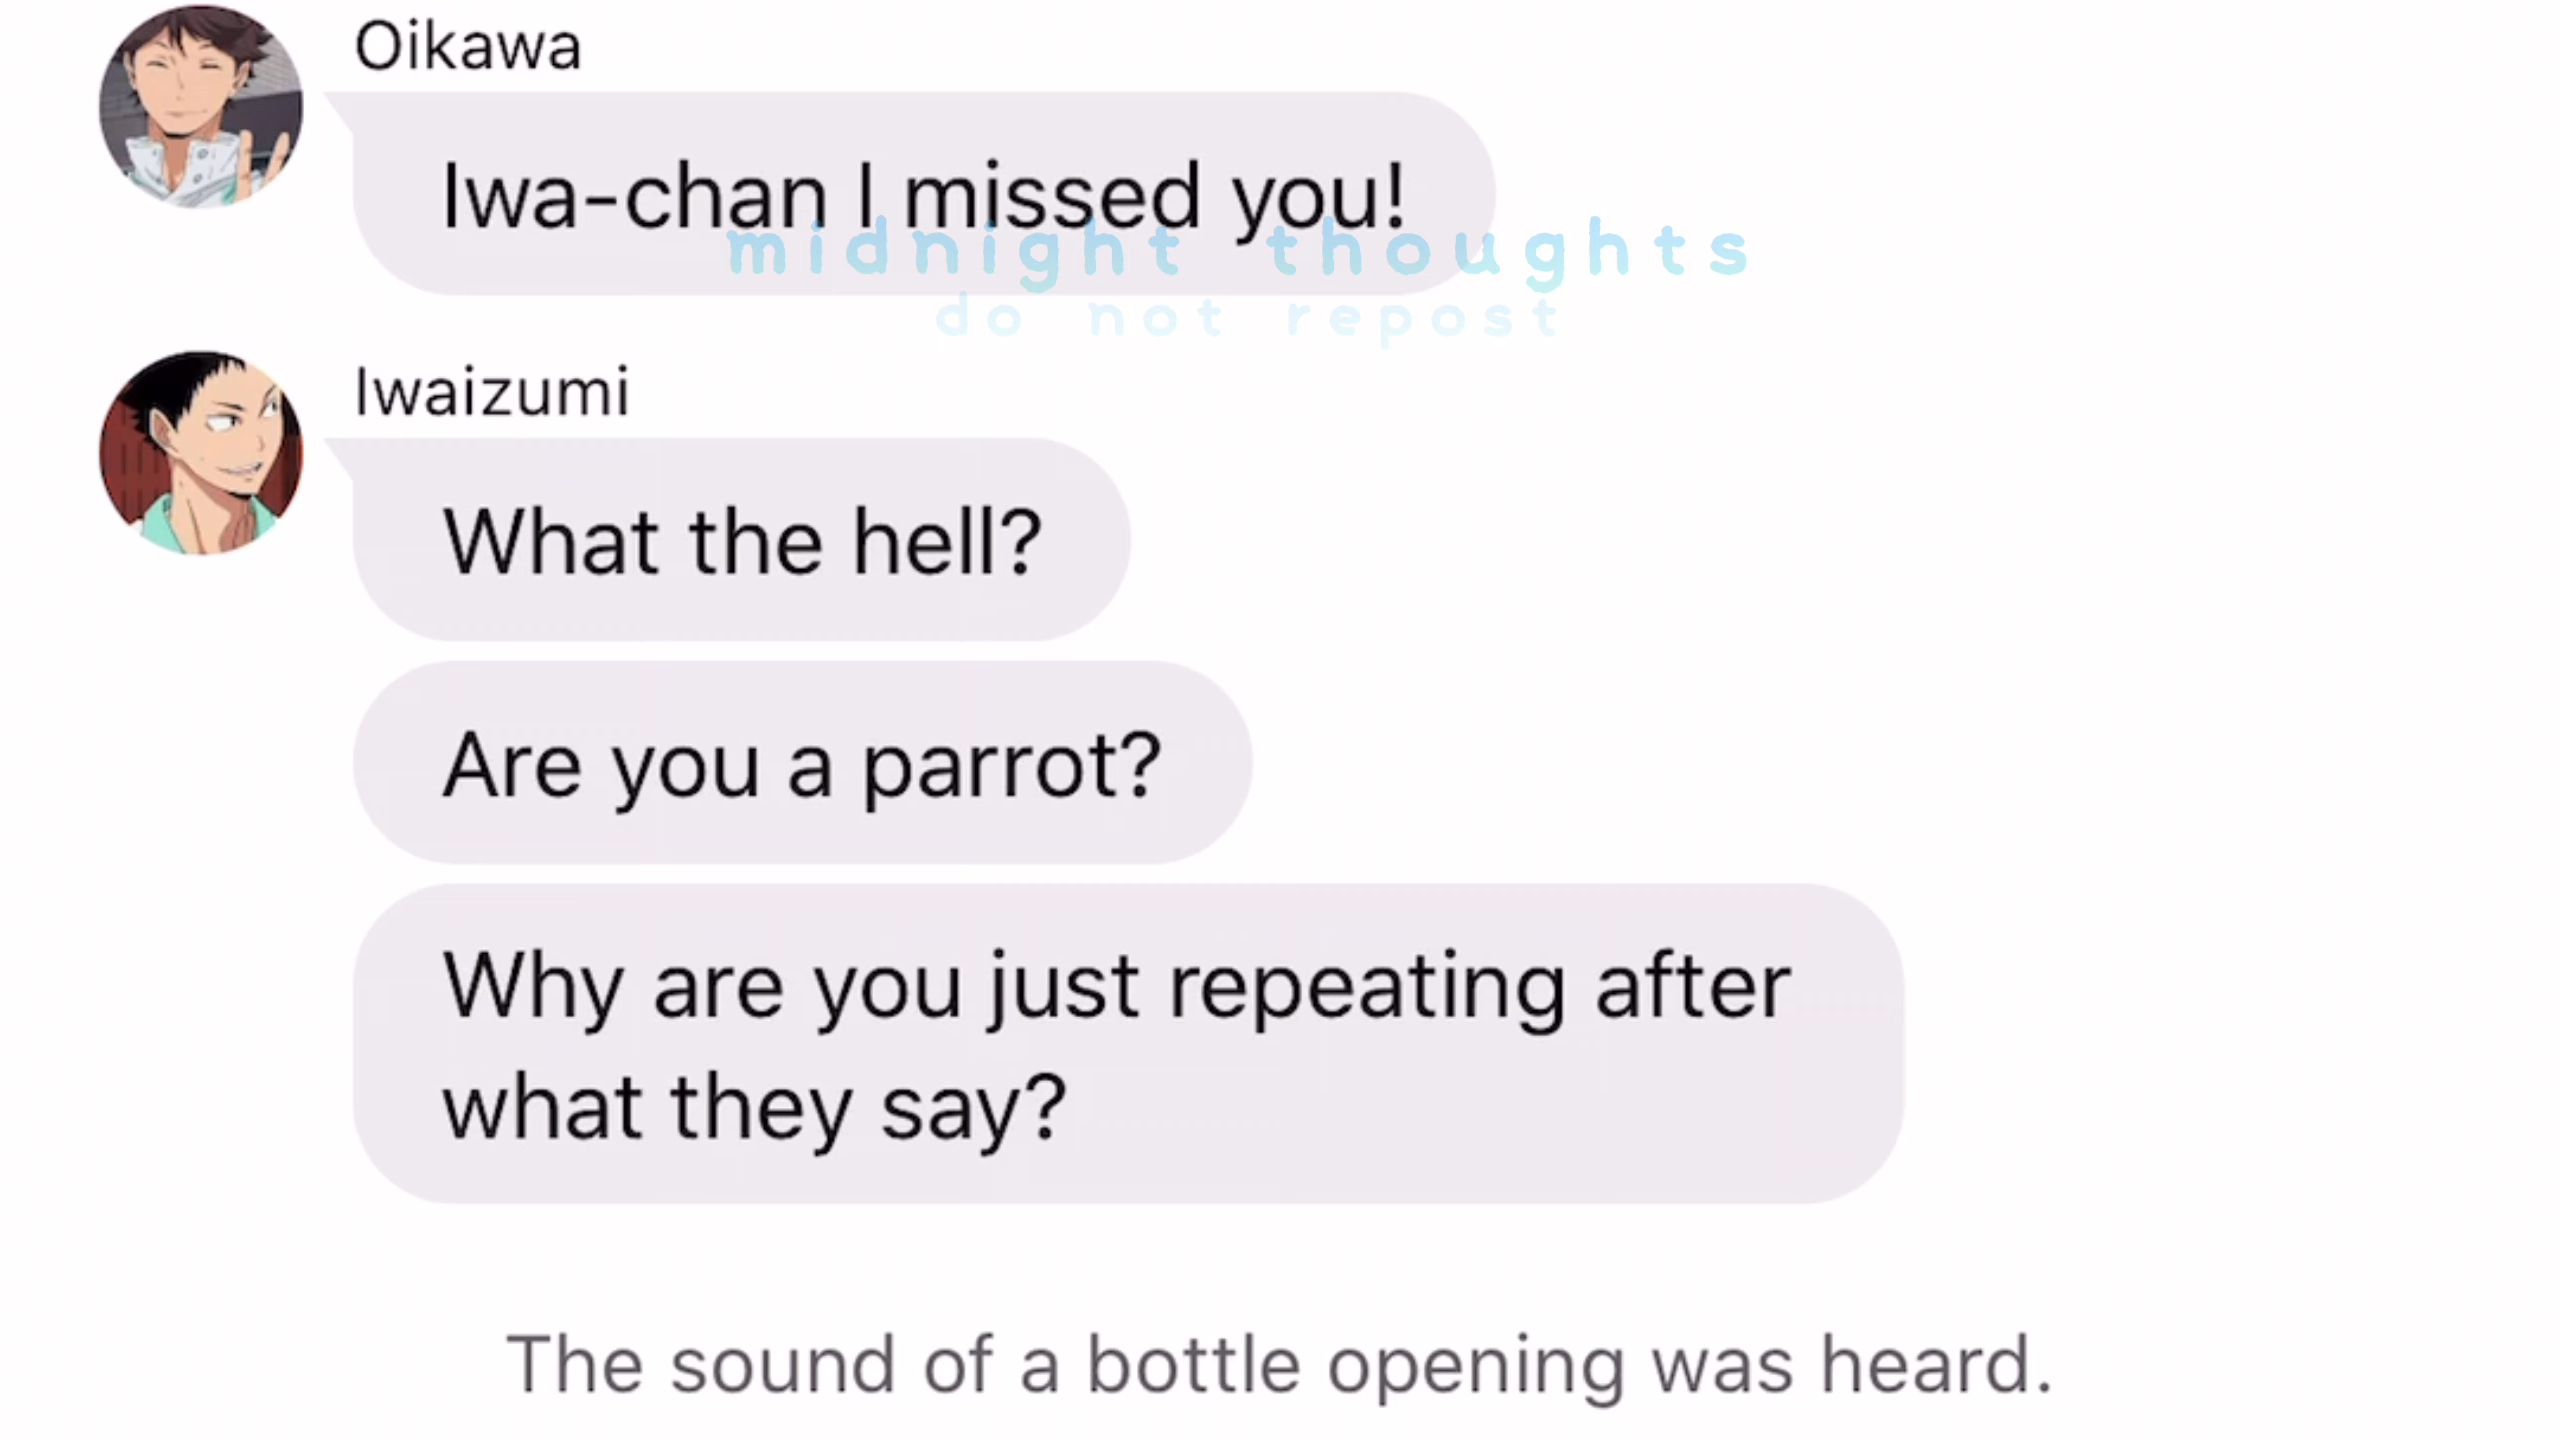 Oikawa
Iwa-chan I missed you!
midnight thoughts
do not repost
Iwaizumi
What the hell?
Are you a parrot?
Why are you just repeating after
what they say?
The sound of a bottle opening was heard.